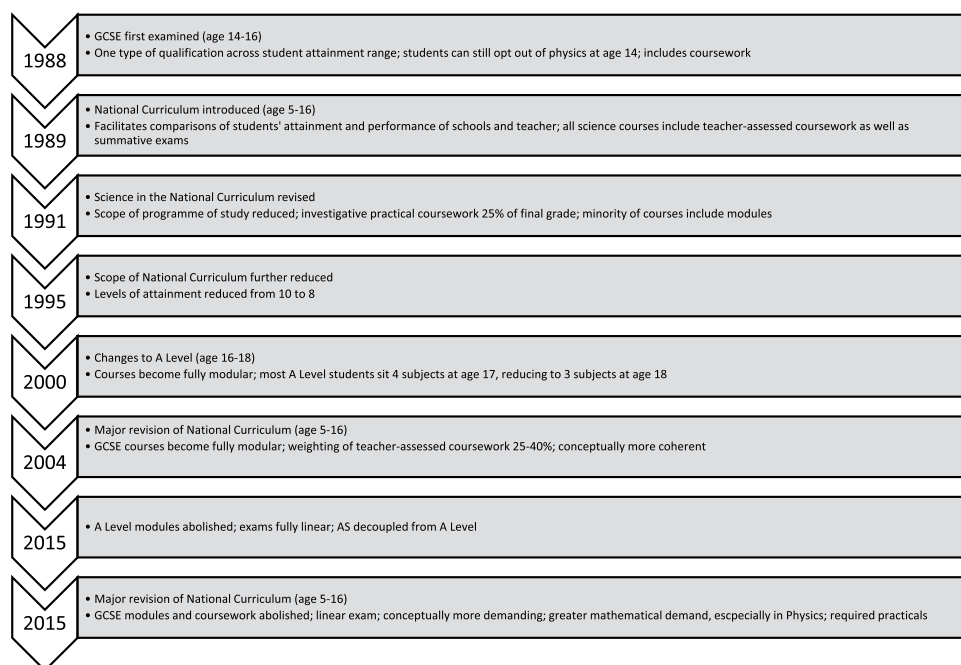 1988
• GCSE first examined (age 14-16)
• One type of qualification across student attainment range; students can still opt out of physics at age 14; includes coursework
1989
• National Curriculum introduced (age 5-16)
• Facilitates comparisons of students' attainment and performance of schools and teacher; all science courses include teacher-assessed coursework as well as
summative exams
1991
• Science in the National Curriculum revised
• Scope of programme of study reduced; investigative practical coursework 25% of final grade; minority of courses include modules
1995
• Scope of National Curriculum further reduced
• Levels of attainment reduced from 10 to 8
2000
• Changes to A Level (age 16-18)
• Courses become fully modular; most A Level students sit 4 subjects at age 17, reducing to 3 subjects at age 18
2004
• Major revision of National Curriculum (age 5-16)
• GCSE courses become fully modular; weighting of teacher-assessed coursework 25-40%; conceptually more coherent
2015
• A Level modules abolished; exams fully linear; AS decoupled from A Level
2015
• Major revision of National Curriculum (age 5-16)
• GCSE modules and coursework abolished; linear exam; conceptually more demanding; greater mathematical demand, escpecially in Physics; required practicals